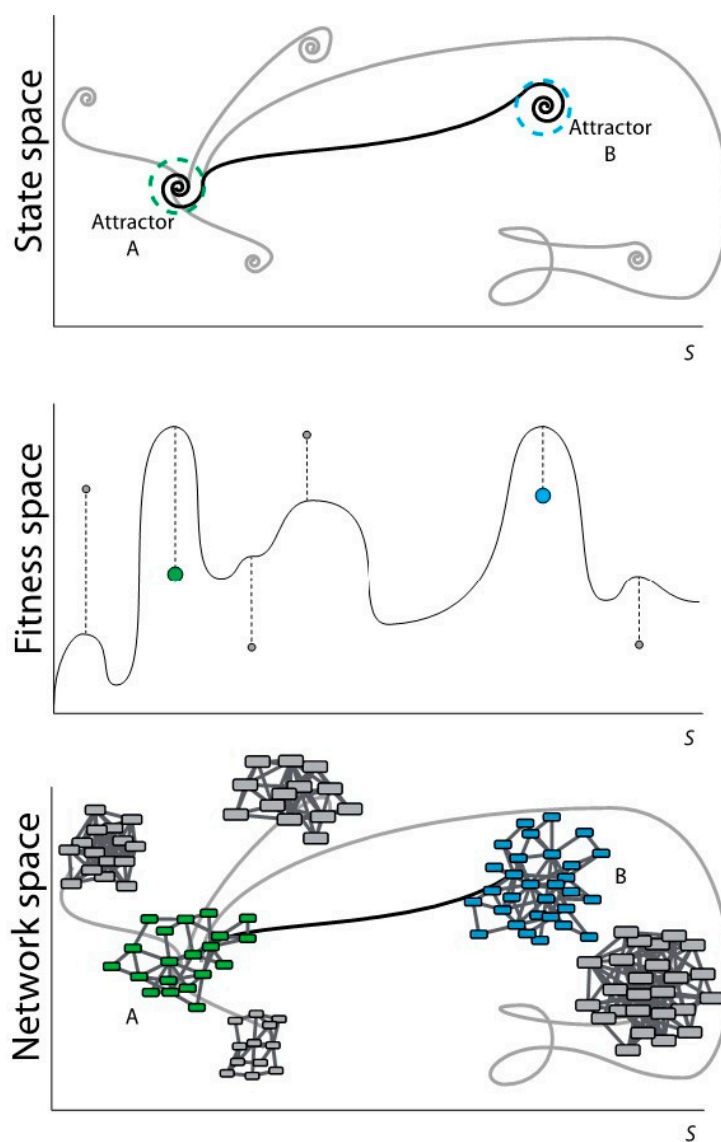 State space
Attractor
A
Attractor
B
S
Fitness space
S
Network space
A
B
S